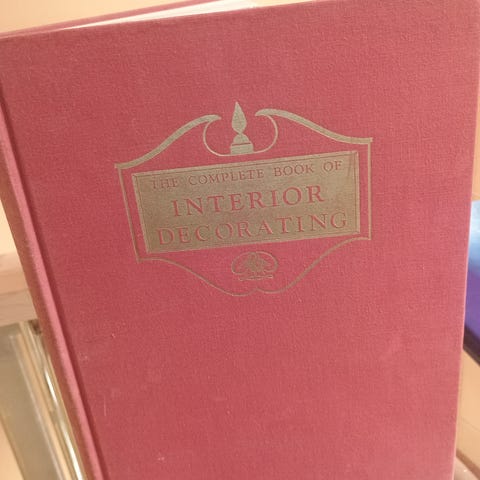 THE COMPLETE BOOK OF
INTERIOR
DECORATING